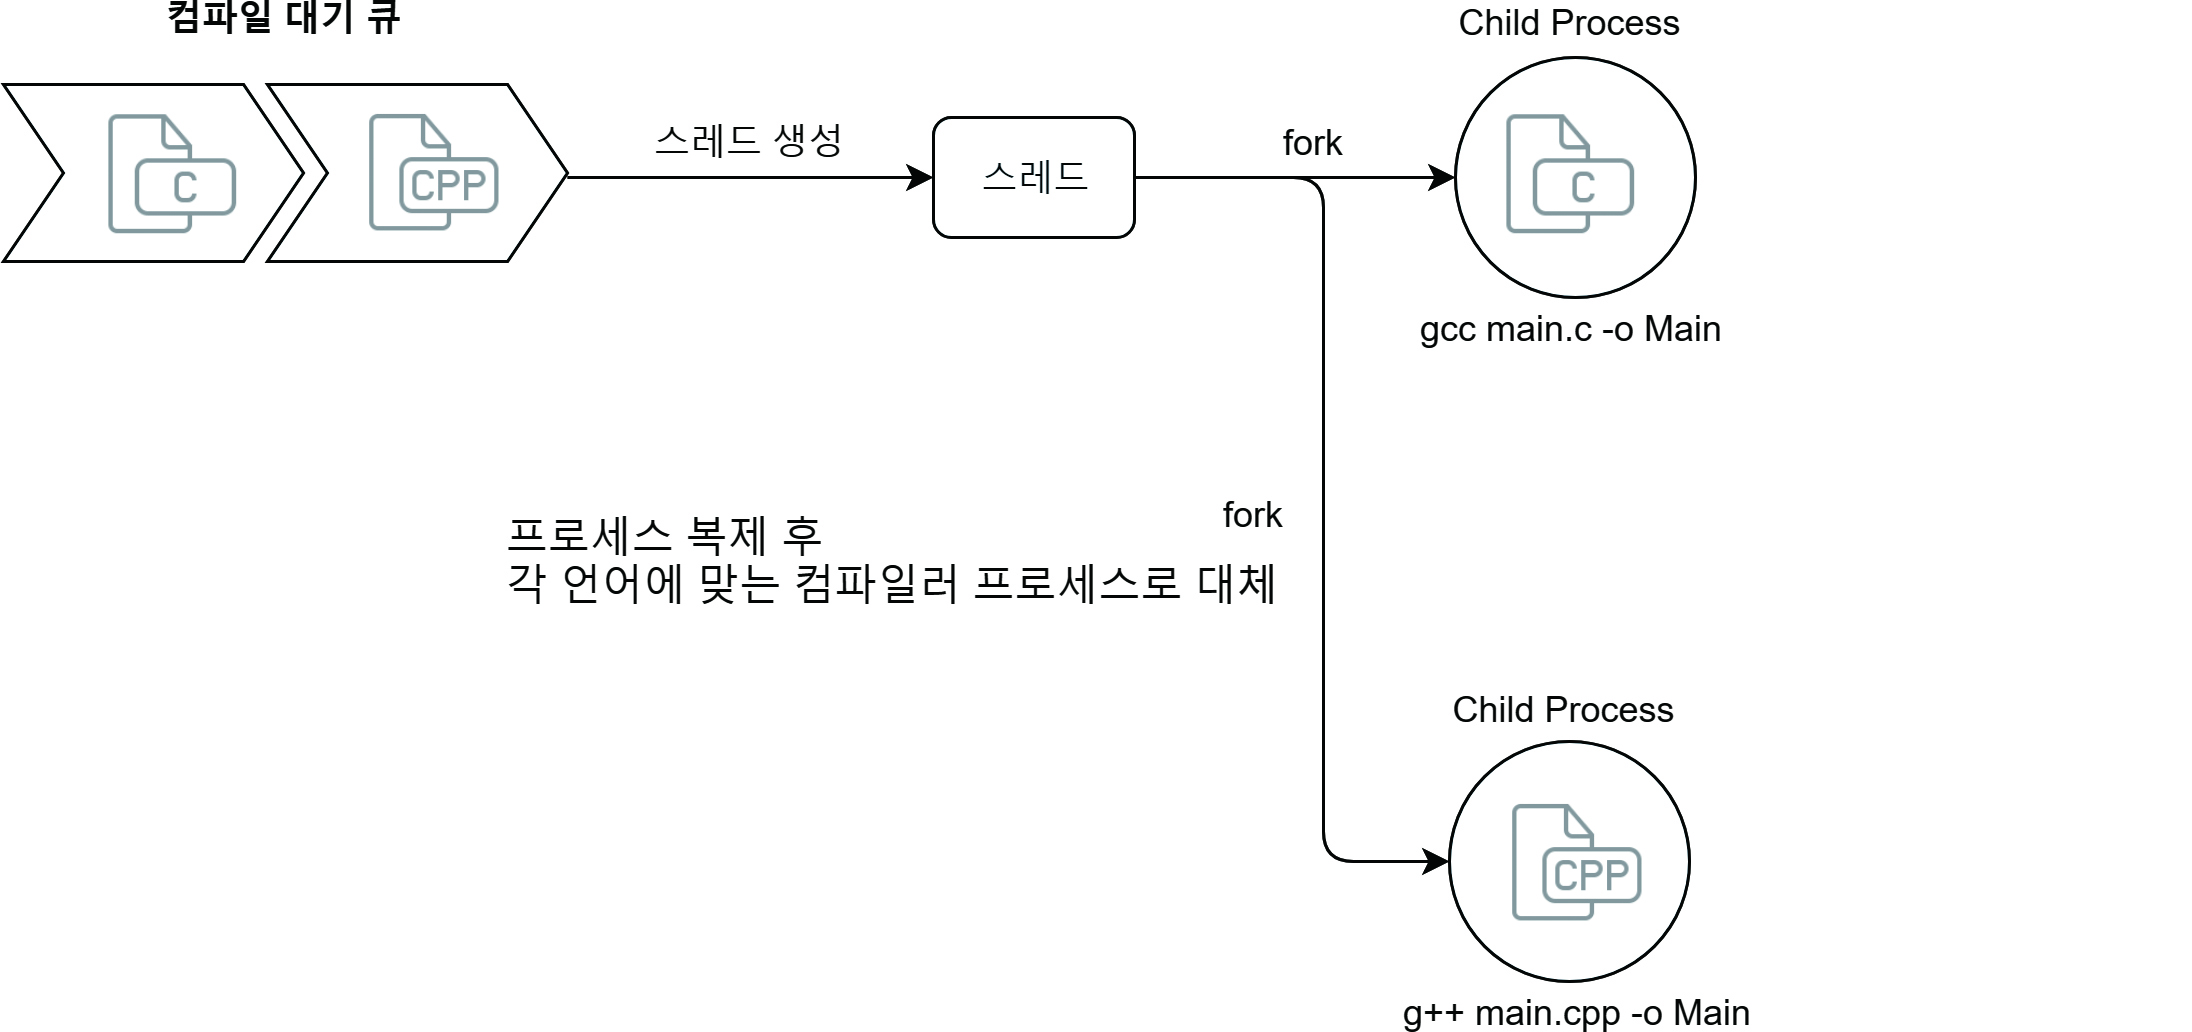 컴파일 대기 큐
C
CPP
스레드 생성
스레드
fork
Child Process
C
gcc main.c -o Main
fork
프로세스 복제 후
각 언어에 맞는 컴파일러 프로세스로 대체
Child Process
CPP
g++ main.cpp -o Main